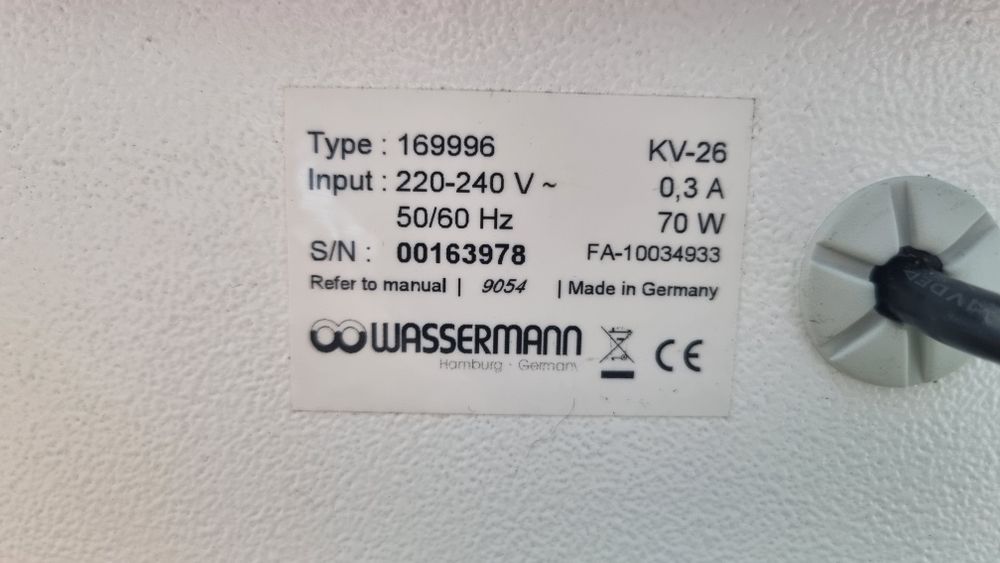 Type : 169996 KV-26
Input : 220-240 V ~ 0,3 A
50/60 Hz 70 W
S/N : 00163978 FA-10034933
Refer to manual | 9054 | Made in Germany
WASSERMANN
Hamburg · Germany
CE